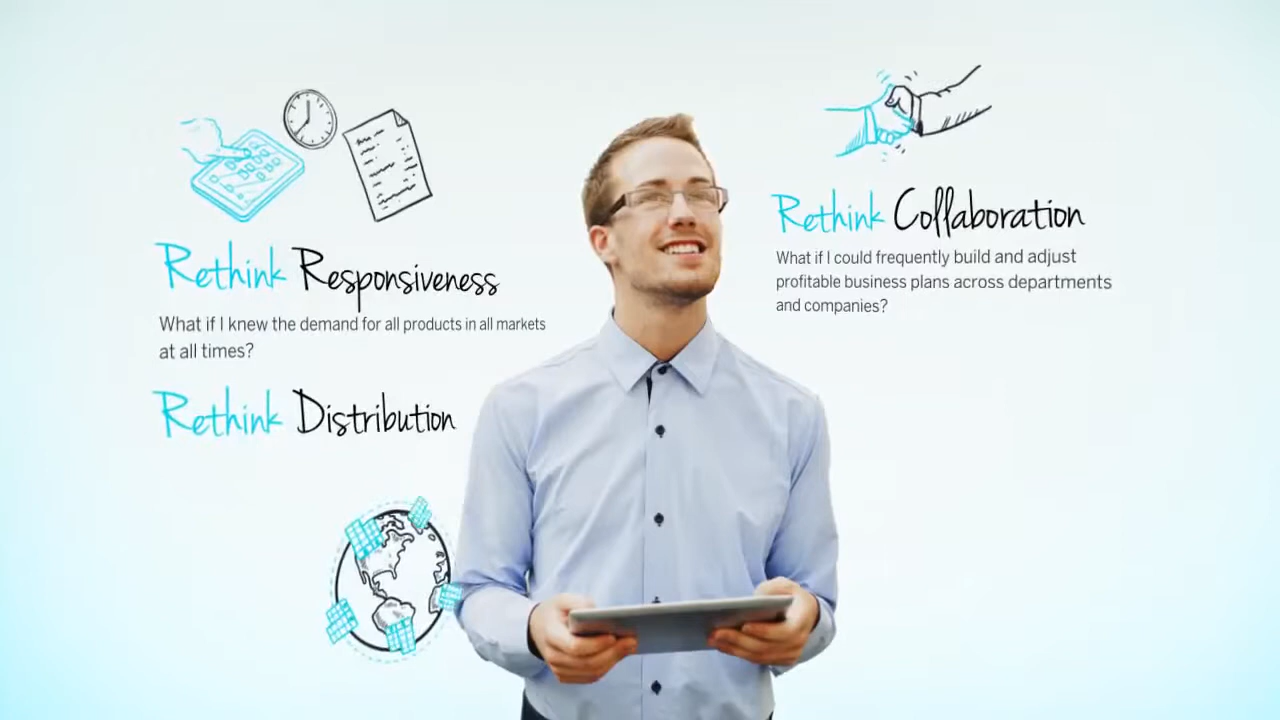 Rethink Responsiveness
What if I knew the demand for all products in all markets
at all times?
Rethink Distribution
Rethink Collaboration
What if I could frequently build and adjust
profitable business plans across departments
and companies?